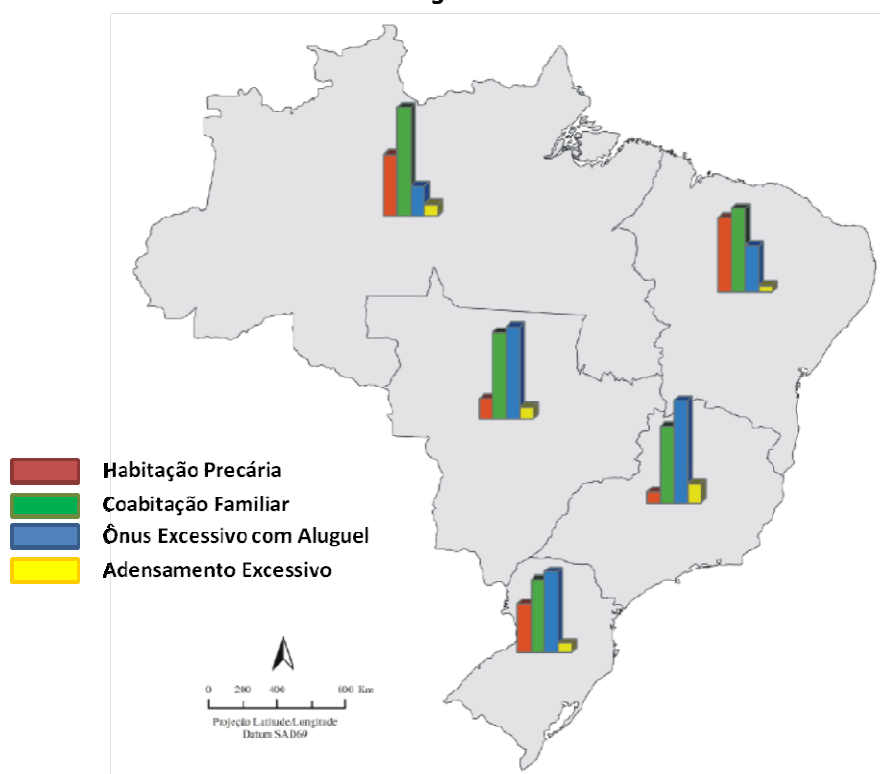 Habitação Precária
Coabitação Familiar
Ônus Excessivo com Aluguel
Adensamento Excessivo
0 200 400 800 Km
Projeção Latitude/Longitude
Datum SAD69